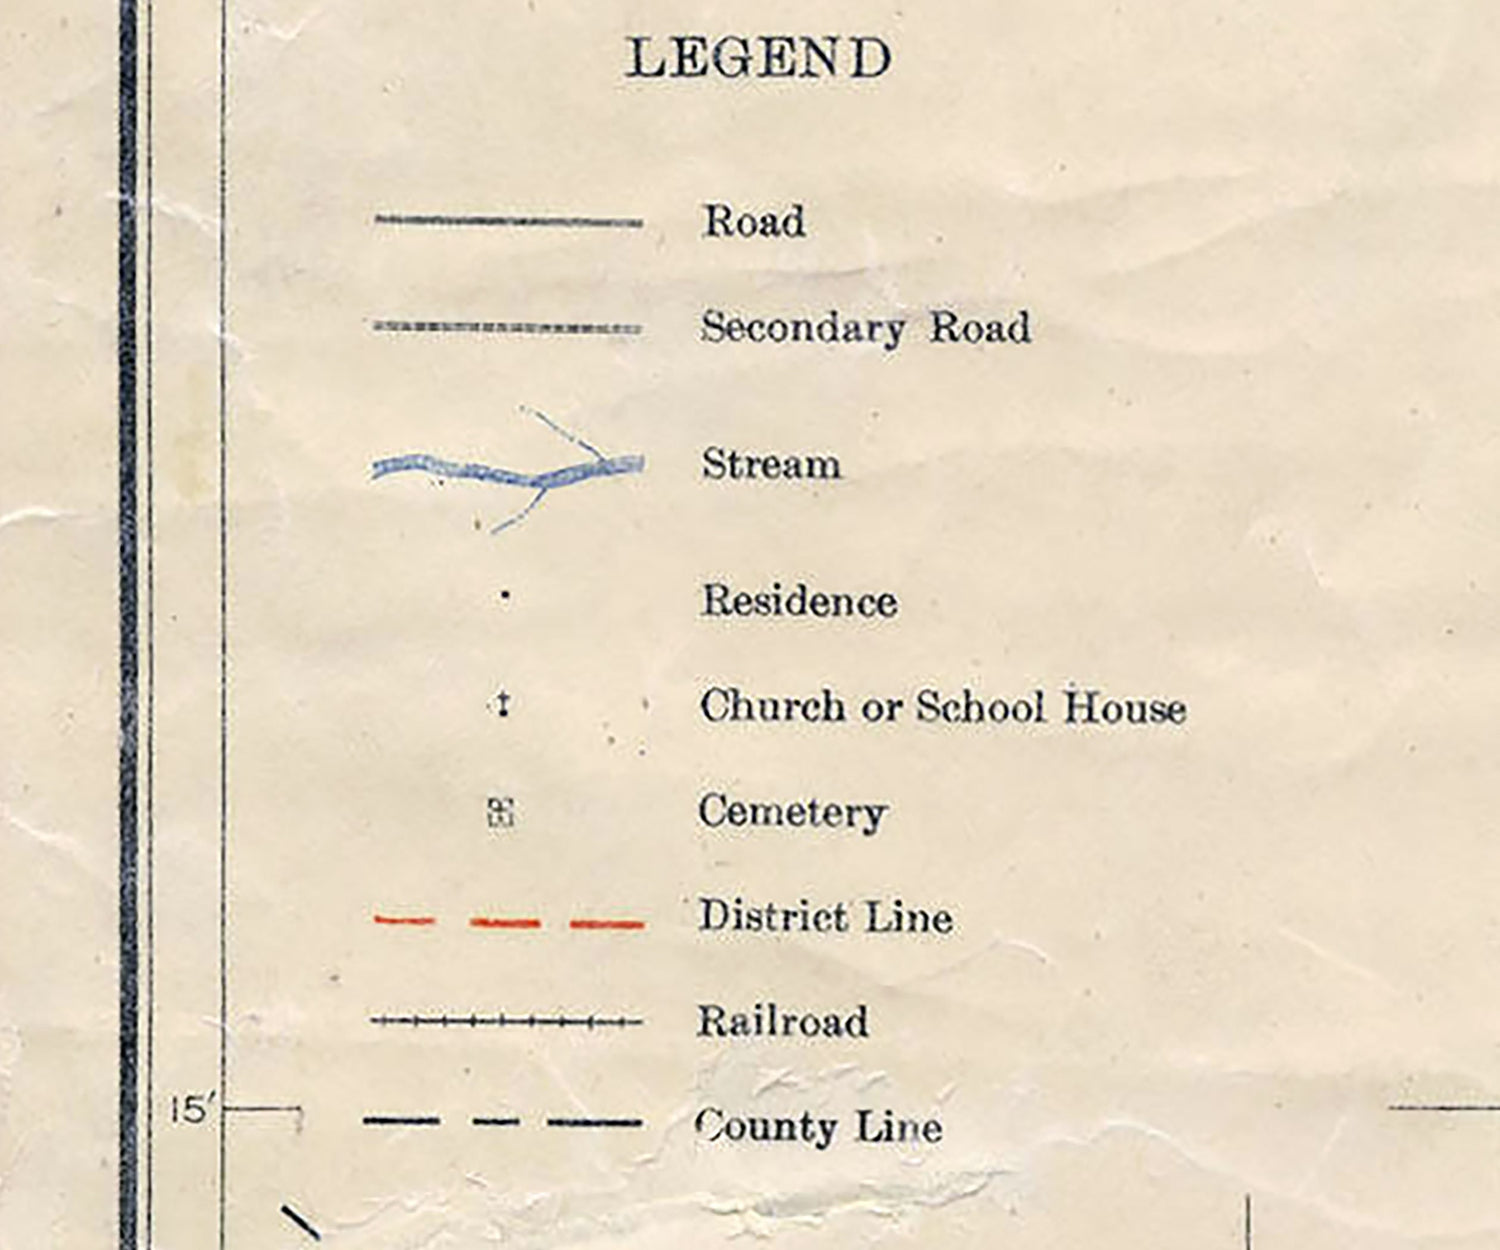 LEGEND
Road
Secondary Road
Stream
Residence
Church or School House
Cemetery
District Line
Railroad
15'
County Line